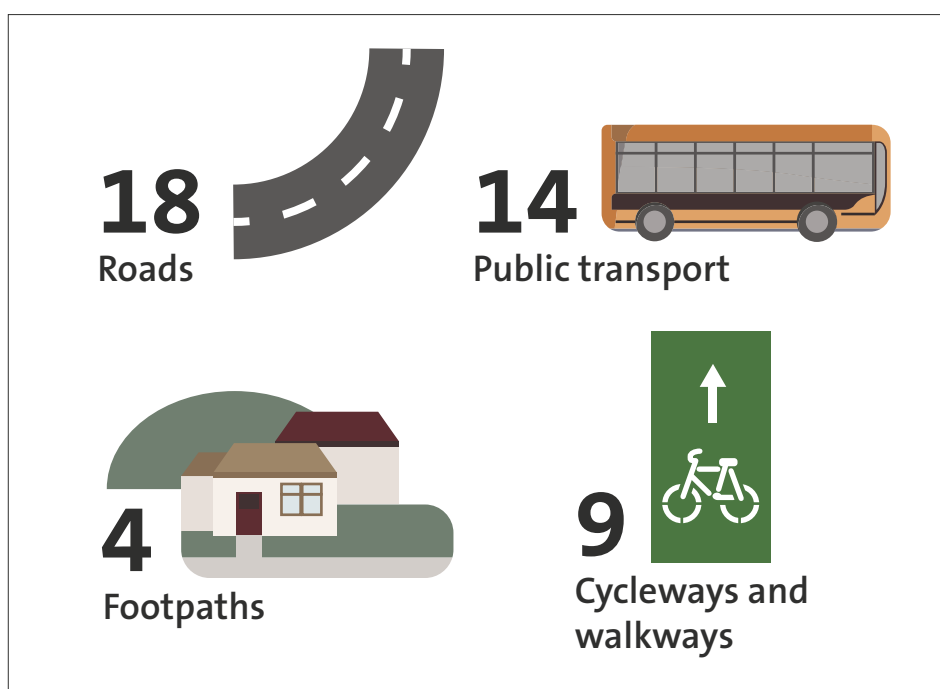 18
Roads
14
Public transport
4
Footpaths
9
Cycleways and
walkways